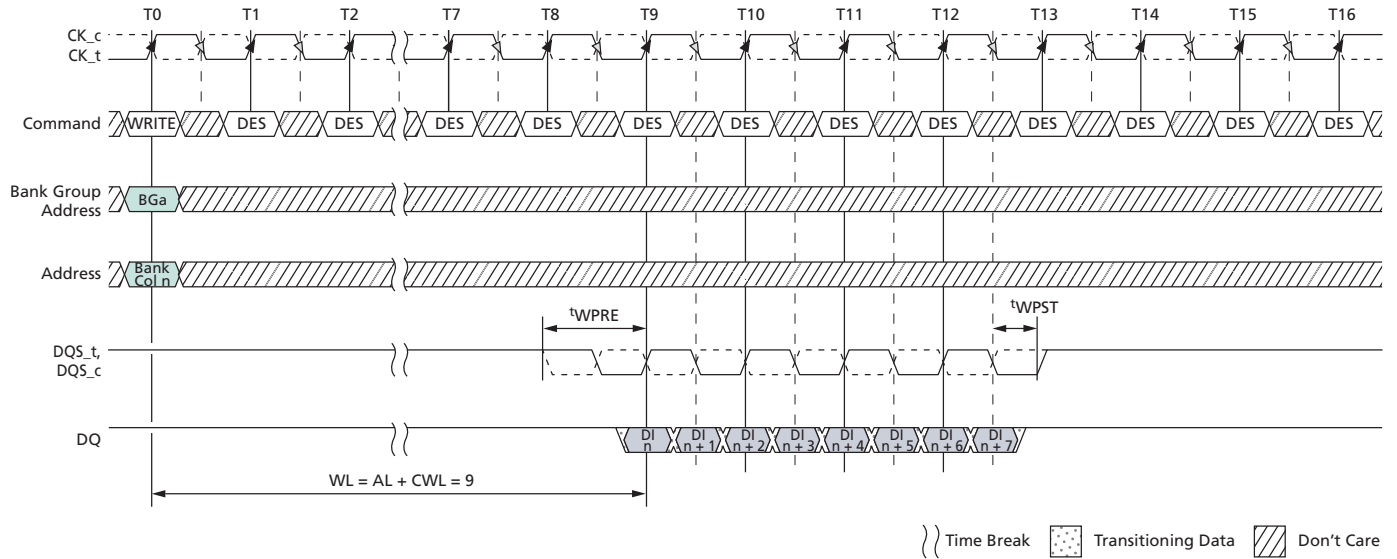 T0 T1 T2 T7 T8 T9 T10 T11 T12 T13 T14 T15 T16
CK_c
CK_t
Command WRITE DES DES DES DES DES DES DES DES DES DES DES DES
Bank Group
Address
BGa
Address
Bank
Col n
tWPRE tWPST
DQS_t,
DQS_c
DQ
DI
n
DI
n + 1
DI
n + 2
DI
n + 3
DI
n + 4
DI
n + 5
DI
n + 6
DI
n + 7
WL = AL + CWL = 9
Time Break Transitioning Data Don't Care